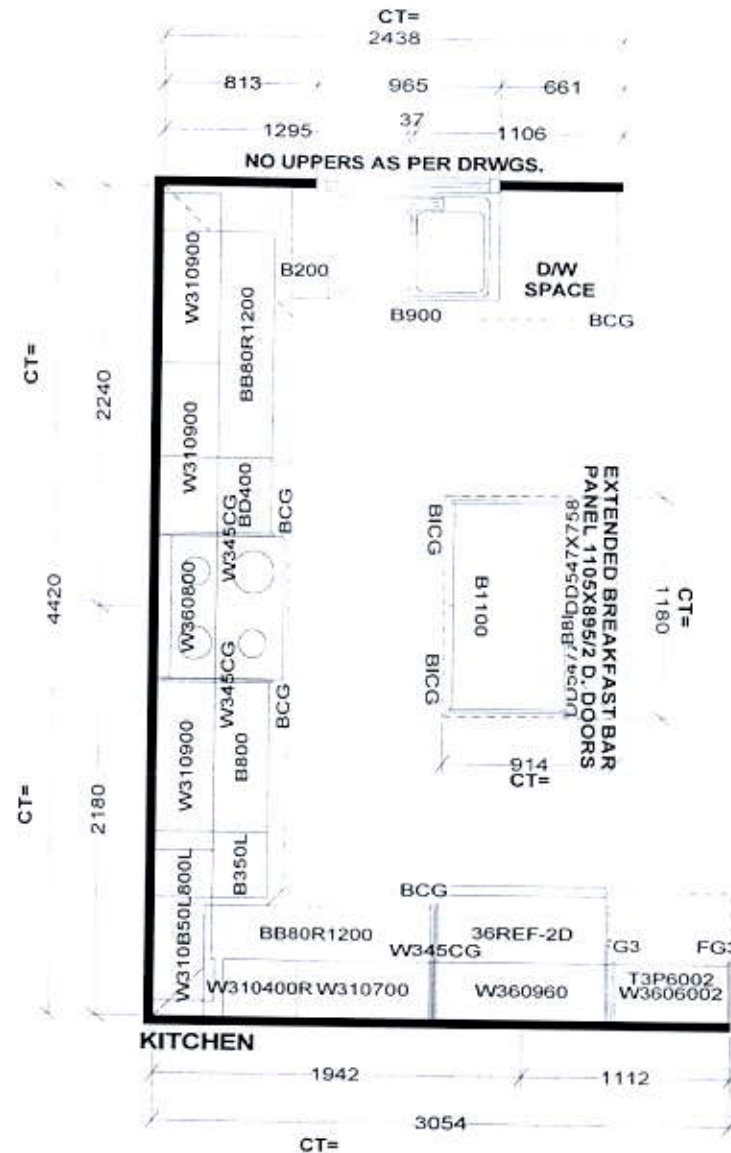 CT=
2438
813
965
661
1295
37
1106
NO UPPERS AS PER DRWGS.
W310900
BB80R1200
B200
B900
D/W
SPACE
BCG
CT=
2240
W310900
BD400
W345CG
BCG
W360800
4420
W345CG
BCG
BICG
B1100
BICG
EXTENDED BREAKFAST BAR
PANEL 1105X895/2 D. DOORS
CT=
1180
914
CT=
CT=
2180
W310900
B800
B350L
W310B50L800L
BCG
BB80R1200
36REF-2D
W345CG
FG3
FG3
W310400R
W310700
W360960
T3P6002
W3606002
KITCHEN
1942
1112
3054
CT=